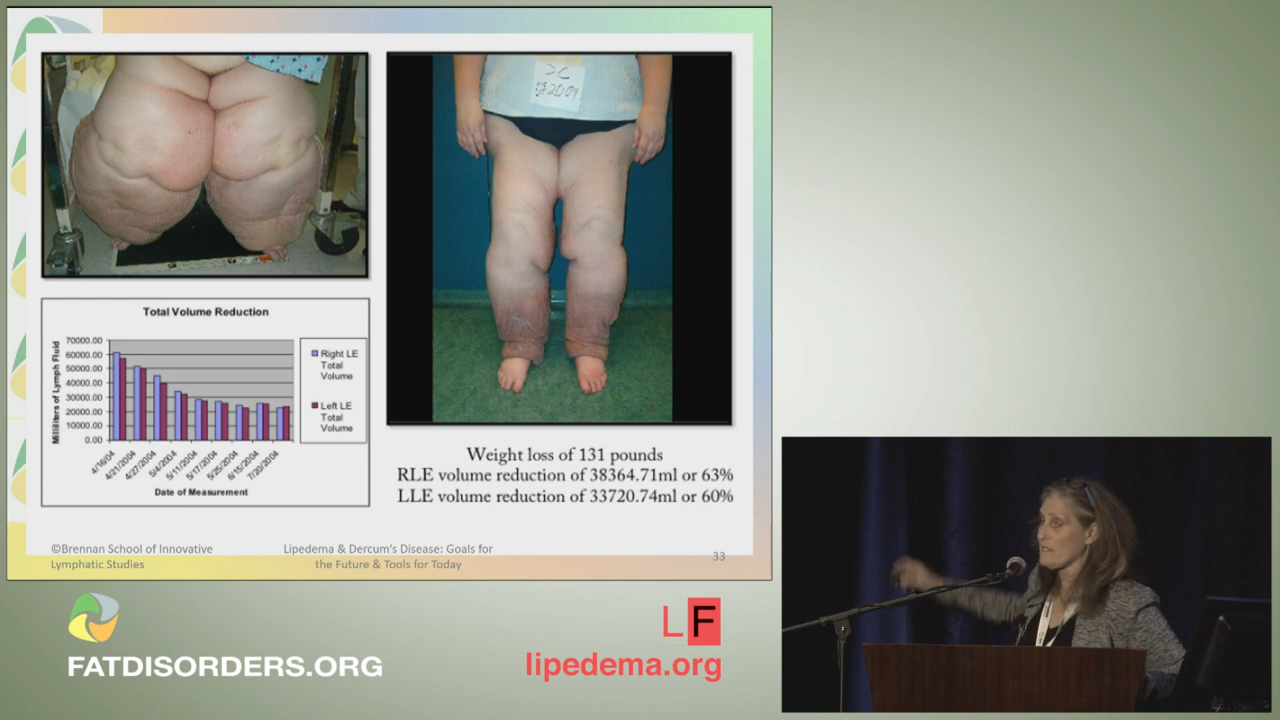 72004
Total Volume Reduction
Milliliters of Lymph Fluid
70000.00
60000.00
50000.00
40000.00
30000.00
20000.00
10000.00
0.00
4/16/04
4/21/2004
4/27/2004
5/4/2004
5/11/2004
5/17/2004
5/25/2004
6/15/2004
7/20/2004
Date of Measurement
Right LE
Total
Volume
Left LE
Total
Volume
Weight loss of 131 pounds
RLE volume reduction of 38364.71ml or 63%
LLE volume reduction of 33720.74ml or 60%
©Brennan School of Innovative
Lymphatic Studies
Lipedema & Dercum's Disease: Goals for
the Future & Tools for Today
33
FATDISORDERS.ORG
LF
lipedema.org